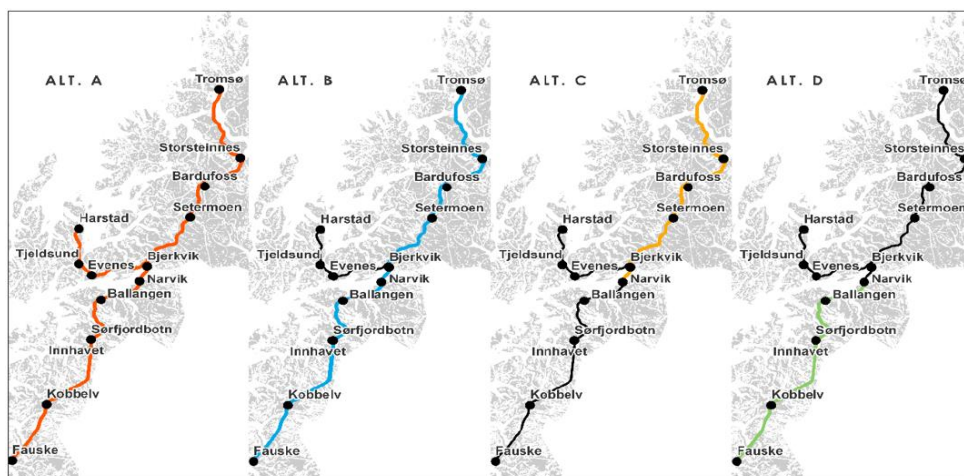 ALT. A
Tromsø
Storsteinnes
Bardufoss
Setermoen
Harstad
Tjeldsund
Evenes
Bjerkvik
Narvik
Ballangen
Sørfjordbotn
Innhavet
Kobbelv
Fauske
ALT. B
Tromsø
Storsteinnes
Bardufoss
Setermoen
Harstad
Tjeldsund
Evenes
Bjerkvik
Narvik
Ballangen
Sørfjordbotn
Innhavet
Kobbelv
Fauske
ALT. C
Tromsø
Storsteinnes
Bardufoss
Setermoen
Harstad
Tjeldsund
Evenes
Bjerkvik
Narvik
Ballangen
Sørfjordbotn
Innhavet
Kobbelv
Fauske
ALT. D
Tromsø
Storsteinnes
Bardufoss
Setermoen
Harstad
Tjeldsund
Evenes
Bjerkvik
Narvik
Ballangen
Sørfjordbotn
Innhavet
Kobbelv
Fauske